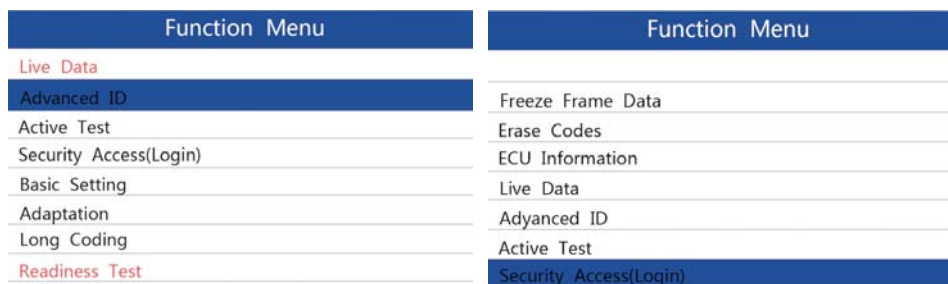 Function Menu
Live Data
Advanced ID
Active Test
Security Access(Login)
Basic Setting
Adaptation
Long Coding
Readiness Test
Function Menu
Freeze Frame Data
Erase Codes
ECU Information
Live Data
Adyanced ID
Active Test
Security Access(Login)